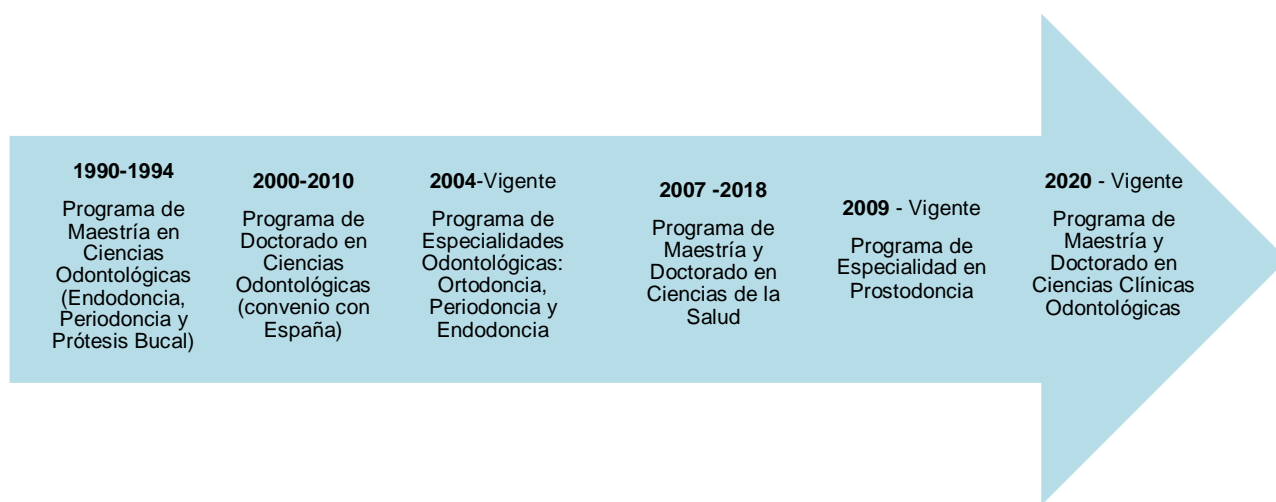 1990-1994
Programa de
Maestría en
Ciencias
Odontológicas
(Endodoncia,
Periodoncia y
Prótesis Bucal)
2000-2010
Programa de
Doctorado en
Ciencias
Odontológicas
(convenio con
España)
2004-Vigente
Programa de
Especialidades
Odontológicas:
Ortodoncia,
Periodoncia y
Endodoncia
2007 -2018
Programa de
Maestría y
Doctorado en
Ciencias de la
Salud
2009 - Vigente
Programa de
Especialidad en
Prostodoncia
2020 - Vigente
Programa de
Maestría y
Doctorado en
Ciencias Clínicas
Odontológicas